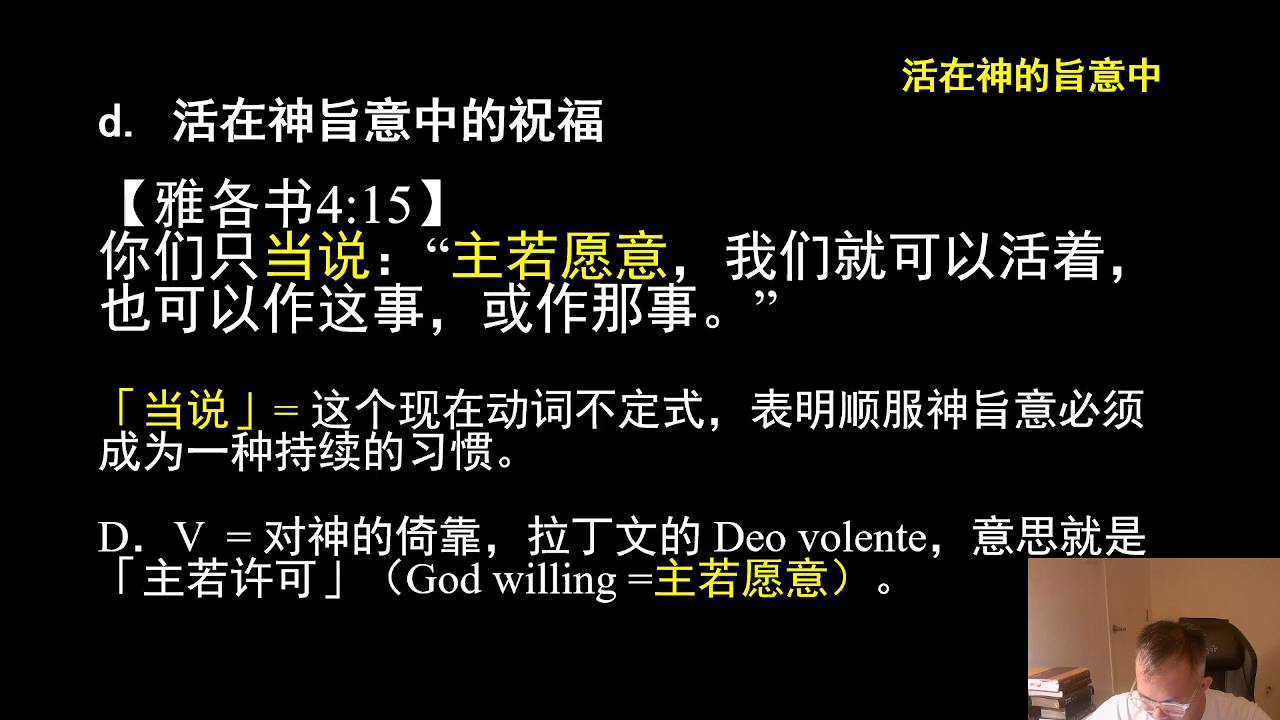 活在神的旨意中
d. 活在神旨意中的祝福
【雅各书4:15】
你们只当说：“主若愿意，我们就可以活着，
也可以作这事，或作那事。”
「当说」= 这个现在动词不定式，表明顺服神旨意必须
成为一种持续的习惯。
D．V = 对神的倚靠，拉丁文的 Deo volente，意思就是
「主若许可」（God willing =主若愿意）。